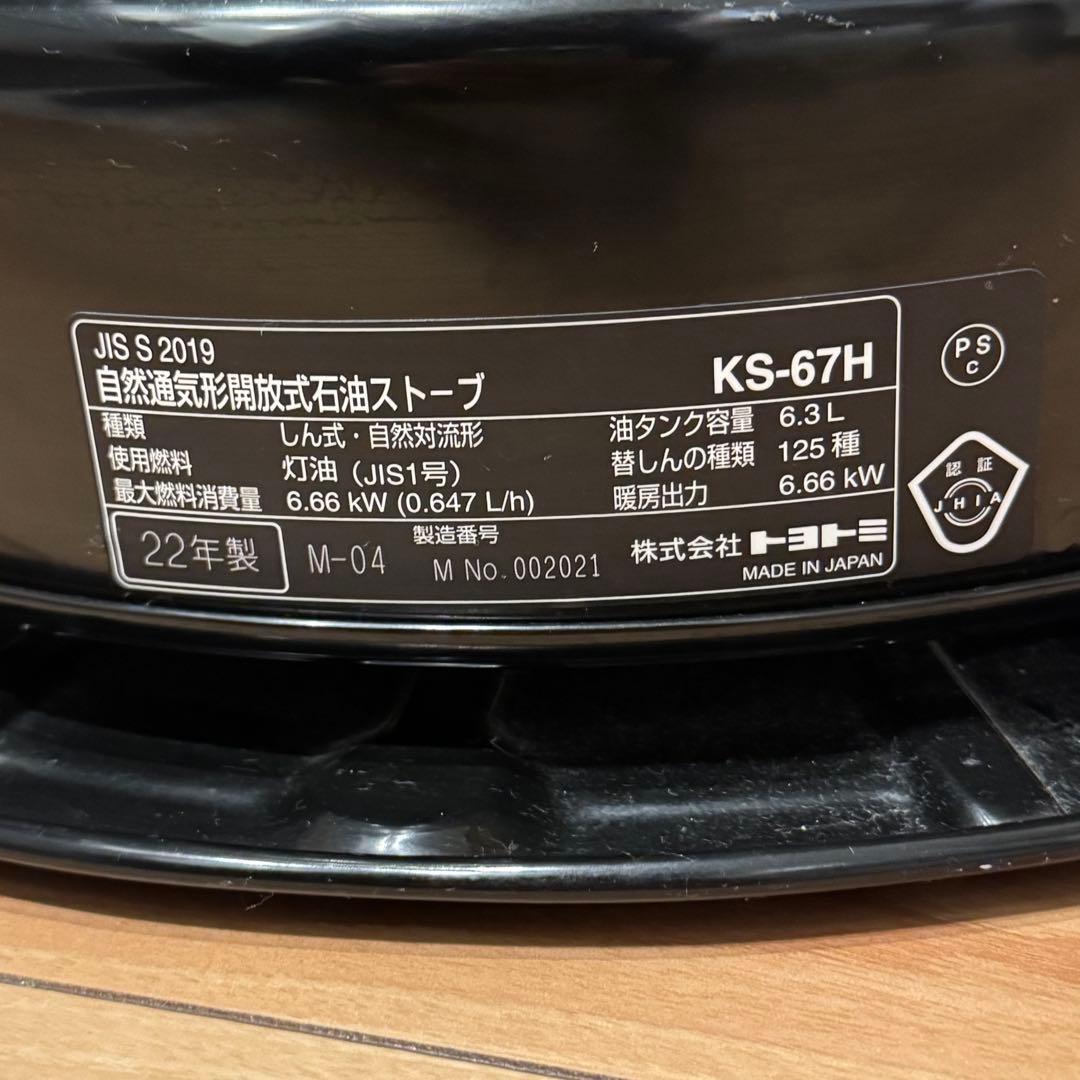 JIS S 2019
自然通気形開放式石油ストーブ
KS-67H
種類 しん式・自然対流形
使用燃料 灯油（JIS1号）
最大燃料消費量 6.66 kW (0.647 L/h)
油タンク容量 6.3 L
替しんの種類 125 種
暖房出力 6.66 kW
22年製
M-04
製造番号
M No. 002021
株式会社 トヨトミ
MADE IN JAPAN
PS
C
認証
JHIA